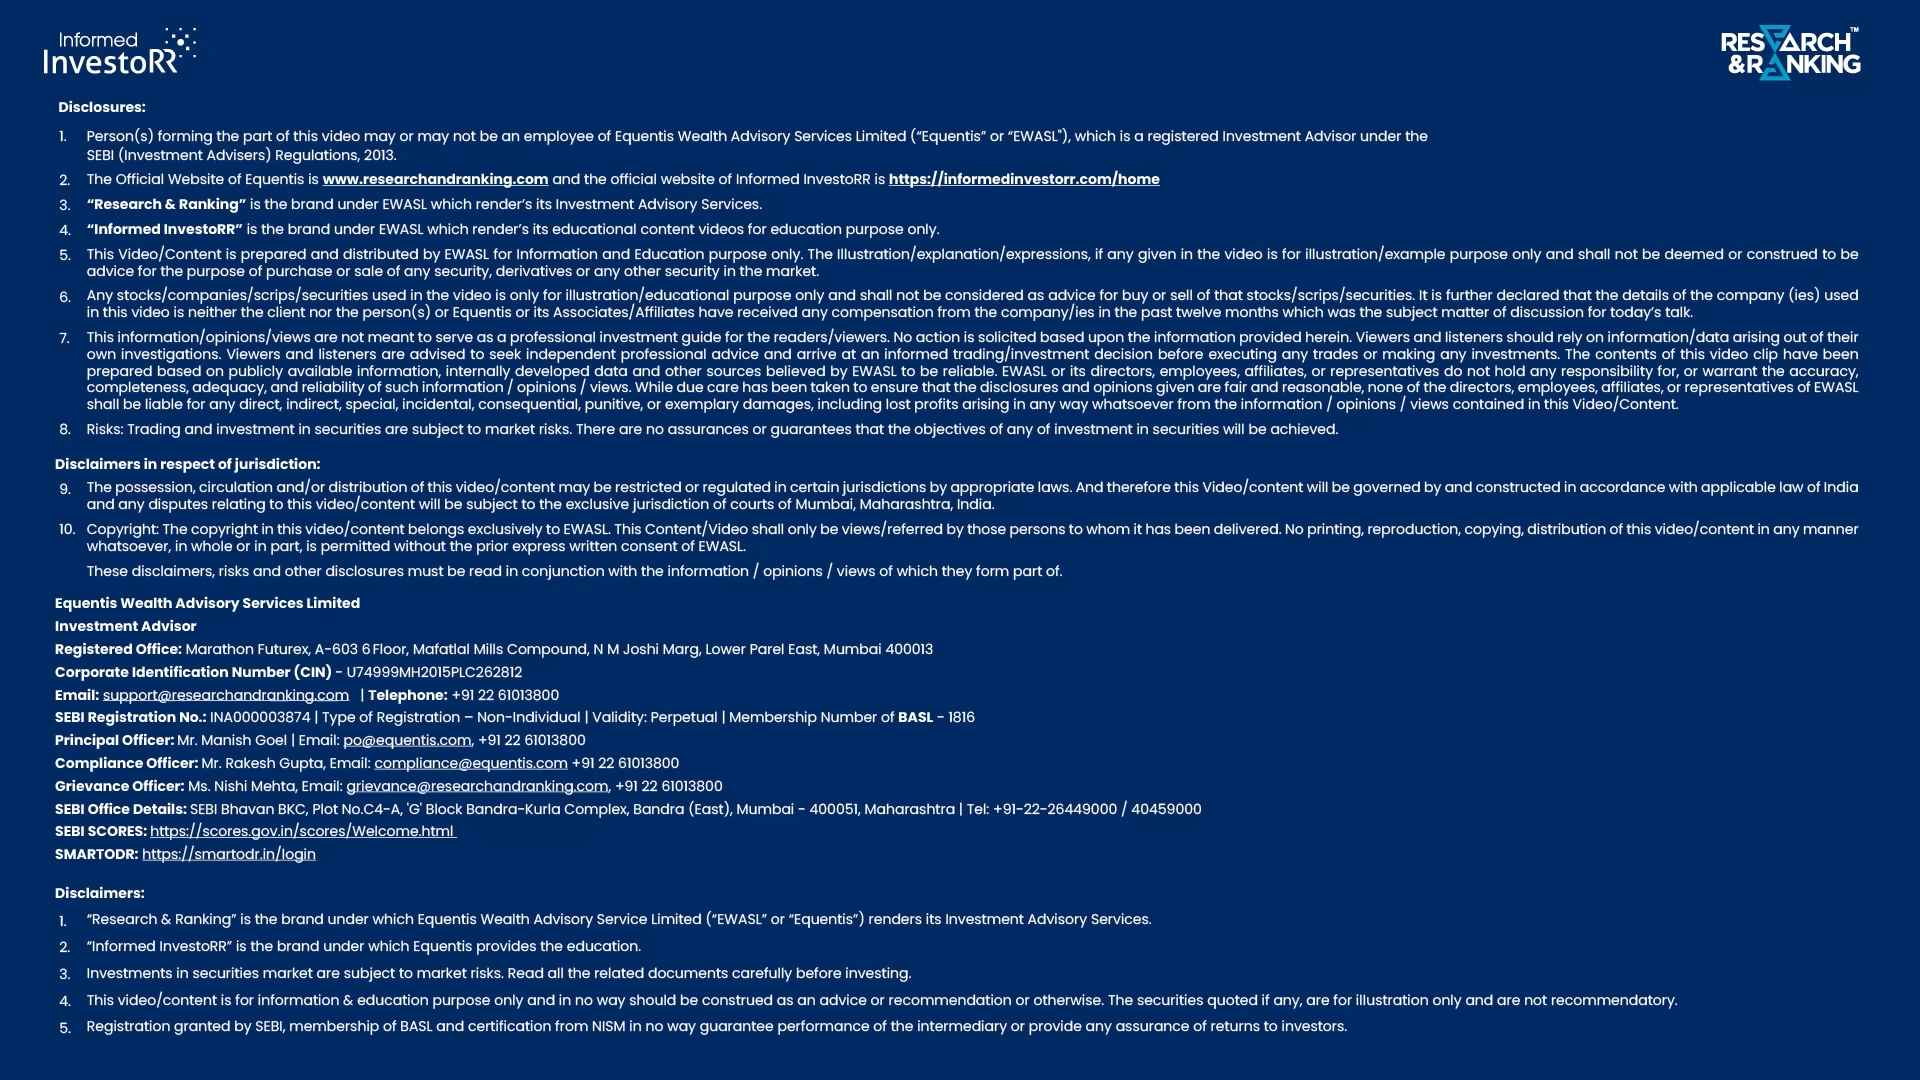 Informed
InvestoRR
RESEARCH™
&RANKING
Disclosures:
1. Person(s) forming the part of this video may or may not be an employee of Equentis Wealth Advisory Services Limited (“Equentis” or “EWASL"), which is a registered Investment Advisor under the
SEBI (Investment Advisers) Regulations, 2013.
2. The Official Website of Equentis is www.researchandranking.com and the official website of Informed InvestoRR is https://informedinvestorr.com/home
3. “Research & Ranking” is the brand under EWASL which render’s its Investment Advisory Services.
4. “Informed InvestoRR” is the brand under EWASL which render’s its educational content videos for education purpose only.
5. This Video/Content is prepared and distributed by EWASL for Information and Education purpose only. The Illustration/explanation/expressions, if any given in the video is for illustration/example purpose only and shall not be deemed or construed to be
advice for the purpose of purchase or sale of any security, derivatives or any other security in the market.
6. Any stocks/companies/scrips/securities used in the video is only for illustration/educational purpose only and shall not be considered as advice for buy or sell of that stocks/scrips/securities. It is further declared that the details of the company (ies) used
in this video is neither the client nor the person(s) or Equentis or its Associates/Affiliates have received any compensation from the company/ies in the past twelve months which was the subject matter of discussion for today’s talk.
7. This information/opinions/views are not meant to serve as a professional investment guide for the readers/viewers. No action is solicited based upon the information provided herein. Viewers and listeners should rely on information/data arising out of their
own investigations. Viewers and listeners are advised to seek independent professional advice and arrive at an informed trading/investment decision before executing any trades or making any investments. The contents of this video clip have been
prepared based on publicly available information, internally developed data and other sources believed by EWASL to be reliable. EWASL or its directors, employees, affiliates, or representatives do not hold any responsibility for, or warrant the accuracy,
completeness, adequacy, and reliability of such information / opinions / views. While due care has been taken to ensure that the disclosures and opinions given are fair and reasonable, none of the directors, employees, affiliates, or representatives of EWASL
shall be liable for any direct, indirect, special, incidental, consequential, punitive, or exemplary damages, including lost profits arising in any way whatsoever from the information / opinions / views contained in this Video/Content.
8. Risks: Trading and investment in securities are subject to market risks. There are no assurances or guarantees that the objectives of any of investment in securities will be achieved.
Disclaimers in respect of jurisdiction:
9. The possession, circulation and/or distribution of this video/content may be restricted or regulated in certain jurisdictions by appropriate laws. And therefore this Video/content will be governed by and constructed in accordance with applicable law of India
and any disputes relating to this video/content will be subject to the exclusive jurisdiction of courts of Mumbai, Maharashtra, India.
10. Copyright: The copyright in this video/content belongs exclusively to EWASL. This Content/Video shall only be views/referred by those persons to whom it has been delivered. No printing, reproduction, copying, distribution of this video/content in any manner
whatsoever, in whole or in part, is permitted without the prior express written consent of EWASL.
These disclaimers, risks and other disclosures must be read in conjunction with the information / opinions / views of which they form part of.
Equentis Wealth Advisory Services Limited
Investment Advisor
Registered Office: Marathon Futurex, A-603 6 Floor, Mafatlal Mills Compound, N M Joshi Marg, Lower Parel East, Mumbai 400013
Corporate Identification Number (CIN) - U74999MH2015PLC262812
Email: support@researchandranking.com | Telephone: +91 22 61013800
SEBI Registration No.: INA000003874 | Type of Registration – Non-Individual | Validity: Perpetual | Membership Number of BASL - 1816
Principal Officer: Mr. Manish Goel | Email: po@equentis.com, +91 22 61013800
Compliance Officer: Mr. Rakesh Gupta, Email: compliance@equentis.com +91 22 61013800
Grievance Officer: Ms. Nishi Mehta, Email: grievance@researchandranking.com, +91 22 61013800
SEBI Office Details: SEBI Bhavan BKC, Plot No.C4-A, 'G' Block Bandra-Kurla Complex, Bandra (East), Mumbai - 400051, Maharashtra | Tel: +91-22-26449000 / 40459000
SEBI SCORES: https://scores.gov.in/scores/Welcome.html
SMARTODR: https://smartodr.in/login
Disclaimers:
1. “Research & Ranking” is the brand under which Equentis Wealth Advisory Service Limited (“EWASL” or “Equentis”) renders its Investment Advisory Services.
2. “Informed InvestoRR” is the brand under which Equentis provides the education.
3. Investments in securities market are subject to market risks. Read all the related documents carefully before investing.
4. This video/content is for information & education purpose only and in no way should be construed as an advice or recommendation or otherwise. The securities quoted if any, are for illustration only and are not recommendatory.
5. Registration granted by SEBI, membership of BASL and certification from NISM in no way guarantee performance of the intermediary or provide any assurance of returns to investors.